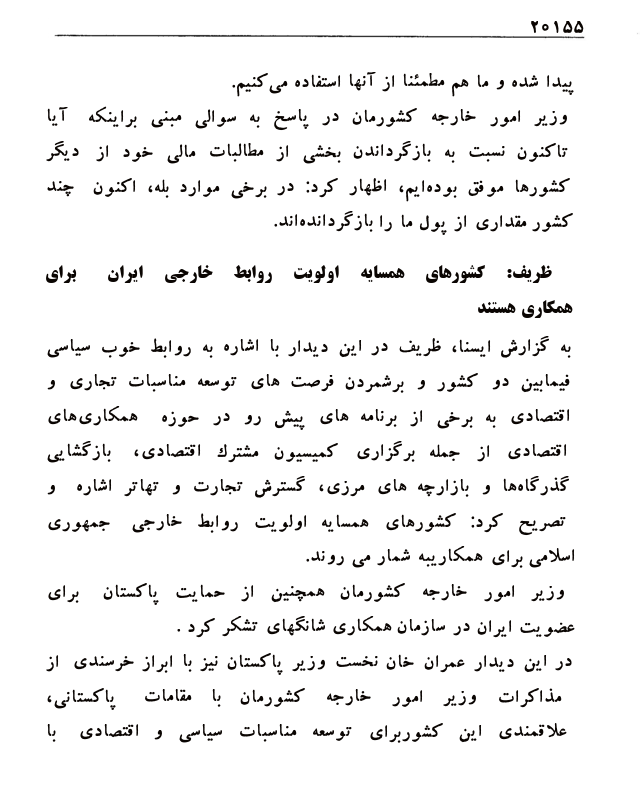 ۲۰۱۵۵
پیدا شده و ما هم مطمئنا از آنها استفاده می‌کنیم.
وزیر امور خارجه کشورمان در پاسخ به سوالی مبنی براینکه آیا
تاکنون نسبت به بازگرداندن بخشی از مطالبات مالی خود از دیگر
کشورها موفق بوده‌ایم، اظهار کرد: در برخی موارد بله، اکنون چند
کشور مقداری از پول ما را بازگردانده‌اند.
ظریف: کشورهای همسایه اولویت روابط خارجی ایران برای
همکاری هستند
به گزارش ایسنا، ظریف در این دیدار با اشاره به روابط خوب سیاسی
فیمابین دو کشور و برشمردن فرصت های توسعه مناسبات تجاری و
اقتصادی به برخی از برنامه های پیش رو در حوزه همکاری‌های
اقتصادی از جمله برگزاری کمیسیون مشترك اقتصادی، بازگشایی
گذرگاه‌ها و بازارچه های مرزی، گسترش تجارت و تهاتر اشاره و
تصریح کرد: کشورهای همسایه اولویت روابط خارجی جمهوری
اسلامی برای همکاریبه شمار می روند.
وزیر امور خارجه کشورمان همچنین از حمایت پاکستان برای
عضویت ایران در سازمان همکاری شانگهای تشکر کرد .
در این دیدار عمران خان نخست وزیر پاکستان نیز با ابراز خرسندی از
مذاکرات وزیر امور خارجه کشورمان با مقامات پاکستانی،
علاقمندی این کشوربرای توسعه مناسبات سیاسی و اقتصادی با